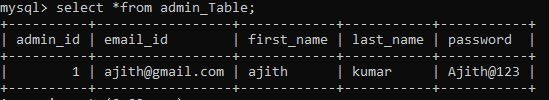 mysql> select *from admin_Table;
+----------+-----------------+------------+-----------+-----------+
| admin_id | email_id        | first_name | last_name | password  |
+----------+-----------------+------------+-----------+-----------+
|        1 | ajith@gmail.com | ajith      | kumar     | Ajith@123 |
+----------+-----------------+------------+-----------+-----------+